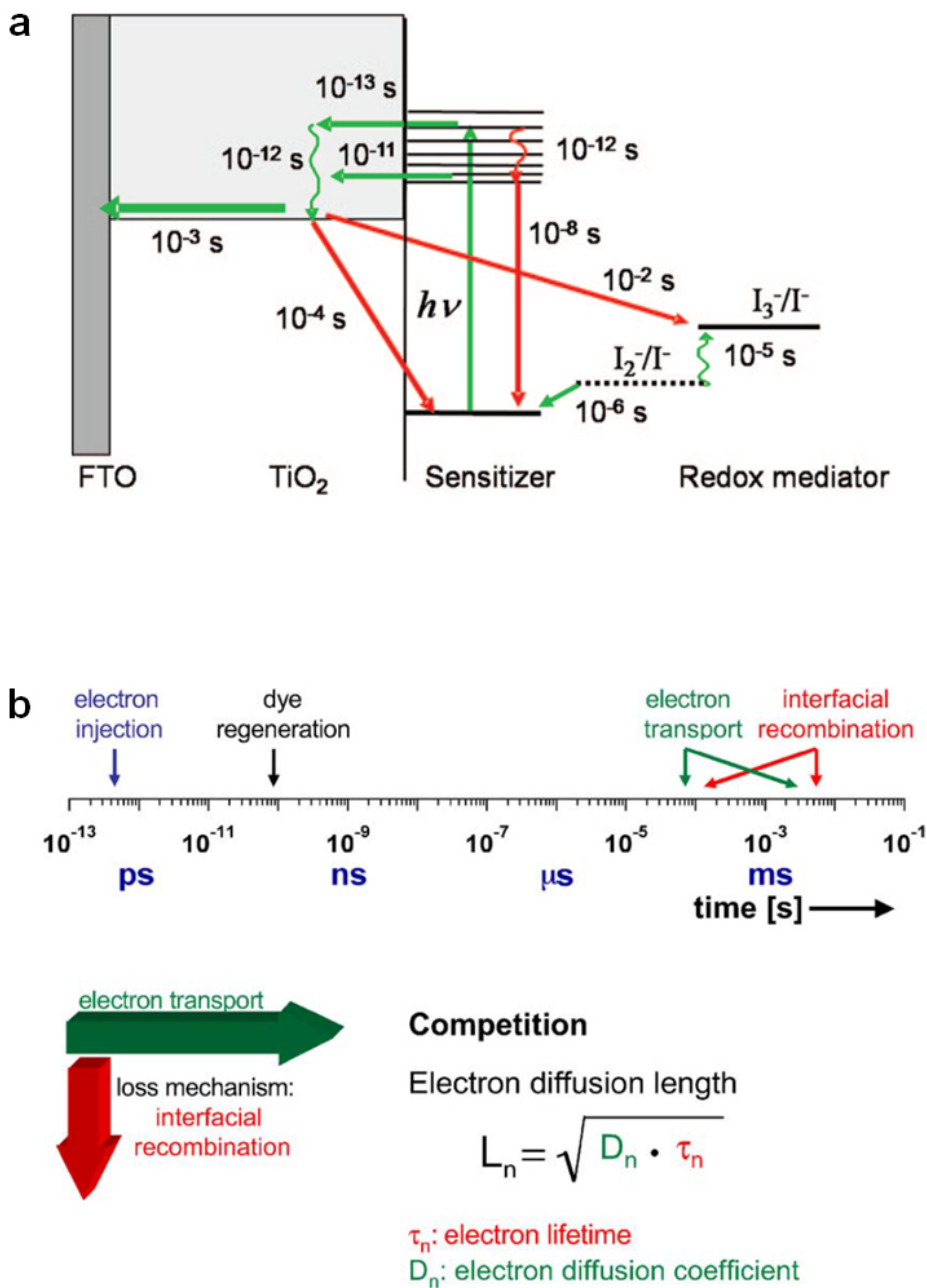 a
10⁻¹³ s
10⁻¹² s
10⁻¹¹
10⁻¹² s
10⁻³ s
10⁻⁸ s
10⁻² s
10⁻⁴ s
hν
I₃⁻/I⁻
I₂⁻/I⁻
10⁻⁵ s
10⁻⁶ s
FTO TiO₂ Sensitizer Redox mediator
b
electron
injection
dye
regeneration
electron
transport
interfacial
recombination
10⁻¹³ 10⁻¹¹ 10⁻⁹ 10⁻⁷ 10⁻⁵ 10⁻³ 10⁻¹
ps ns μs ms
time [s]
electron transport
loss mechanism:
interfacial
recombination
Competition
Electron diffusion length
Lₙ = √Dₙ · τₙ
τₙ: electron lifetime
Dₙ: electron diffusion coefficient